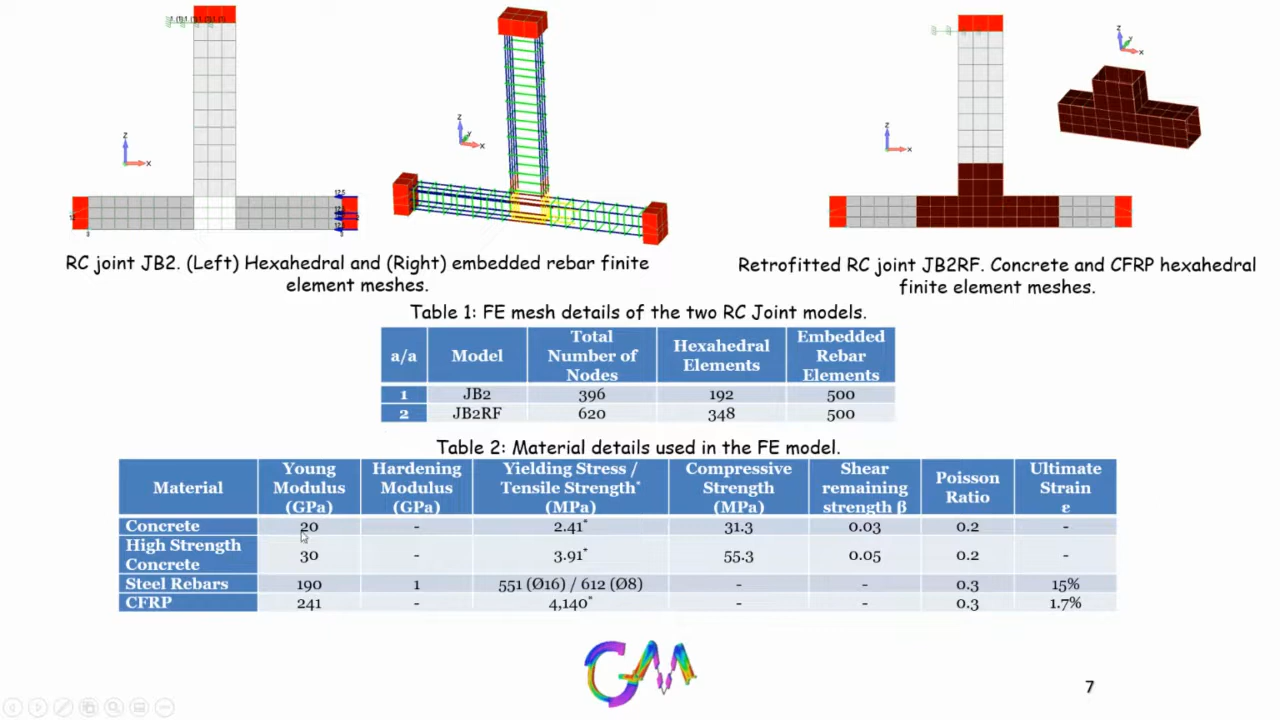 Z
X
12.5
3
5
Z
Y
X
Z
X
Z
Y
X
RC joint JB2. (Left) Hexahedral and (Right) embedded rebar finite
element meshes.
Retrofitted RC joint JB2RF. Concrete and CFRP hexahedral
finite element meshes.
Table 1: FE mesh details of the two RC Joint models.
a/a Model Total Number of Nodes Hexahedral Elements Embedded Rebar Elements
1 JB2 396 192 500
2 JB2RF 620 348 500
Table 2: Material details used in the FE model.
Material Young Modulus (GPa) Hardening Modulus (GPa) Yielding Stress / Tensile Strength* (MPa) Compressive Strength (MPa) Shear remaining strength β Poisson Ratio Ultimate Strain ε
Concrete 20 - 2.41* 31.3 0.03 0.2 -
High Strength Concrete 30 - 3.91* 55.3 0.05 0.2 -
Steel Rebars 190 1 551 (Ø16) / 612 (Ø8) - - 0.3 15%
CFRP 241 - 4,140* - - 0.3 1.7%
GM
7